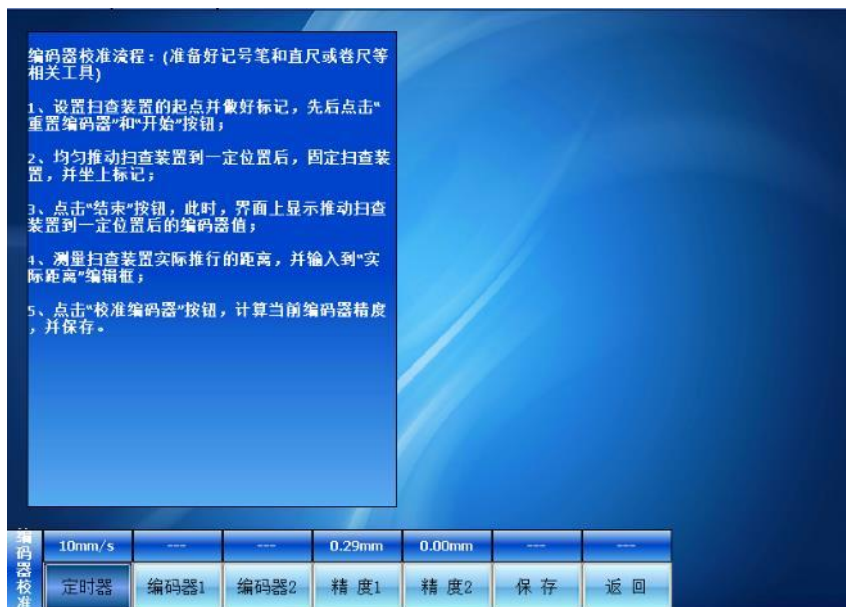 编码器校准流程：(准备好记号笔和直尺或卷尺等
相关工具)
1、设置扫查装置的起点并做好标记，先后点击“
重置编码器”和“开始”按钮；
2、均匀推动扫查装置到一定位置后，固定扫查装
置，并坐上标记；
3、点击“结束”按钮，此时，界面上显示推动扫查
装置到一定位置后的编码器值；
4、测量扫查装置实际推行的距离，并输入到“实
际距离”编辑框；
5、点击“校准编码器”按钮，计算当前编码器精度
，并保存。
编码器校准
10mm/s --- --- 0.29mm 0.00mm --- ---
定时器 编码器1 编码器2 精 度1 精 度2 保 存 返 回